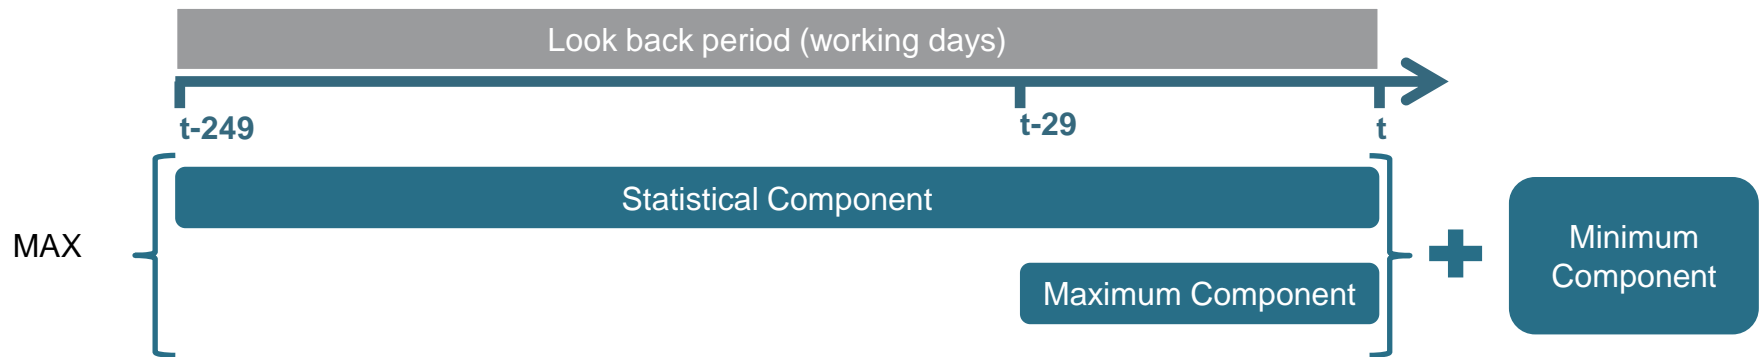 Look back period (working days)
t-249
t-29
t
Statistical Component
MAX
Maximum Component
Minimum
Component